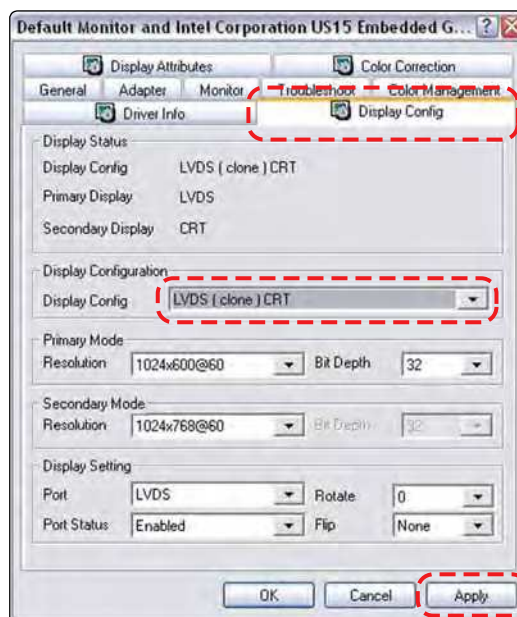 Default Monitor and Intel Corporation US15 Embedded G...
Display Attributes Color Correction
General Adapter Monitor Troubleshoot Color Management
Driver Info Display Config
Display Status
Display Config LVDS ( clone ) CRT
Primary Display LVDS
Secondary Display CRT
Display Configuration
Display Config LVDS ( clone ) CRT
Primary Mode
Resolution 1024x600@60 Bit Depth 32
Secondary Mode
Resolution 1024x768@60 Bit Depth 32
Display Setting
Port LVDS Rotate 0
Port Status Enabled Flip None
OK Cancel Apply